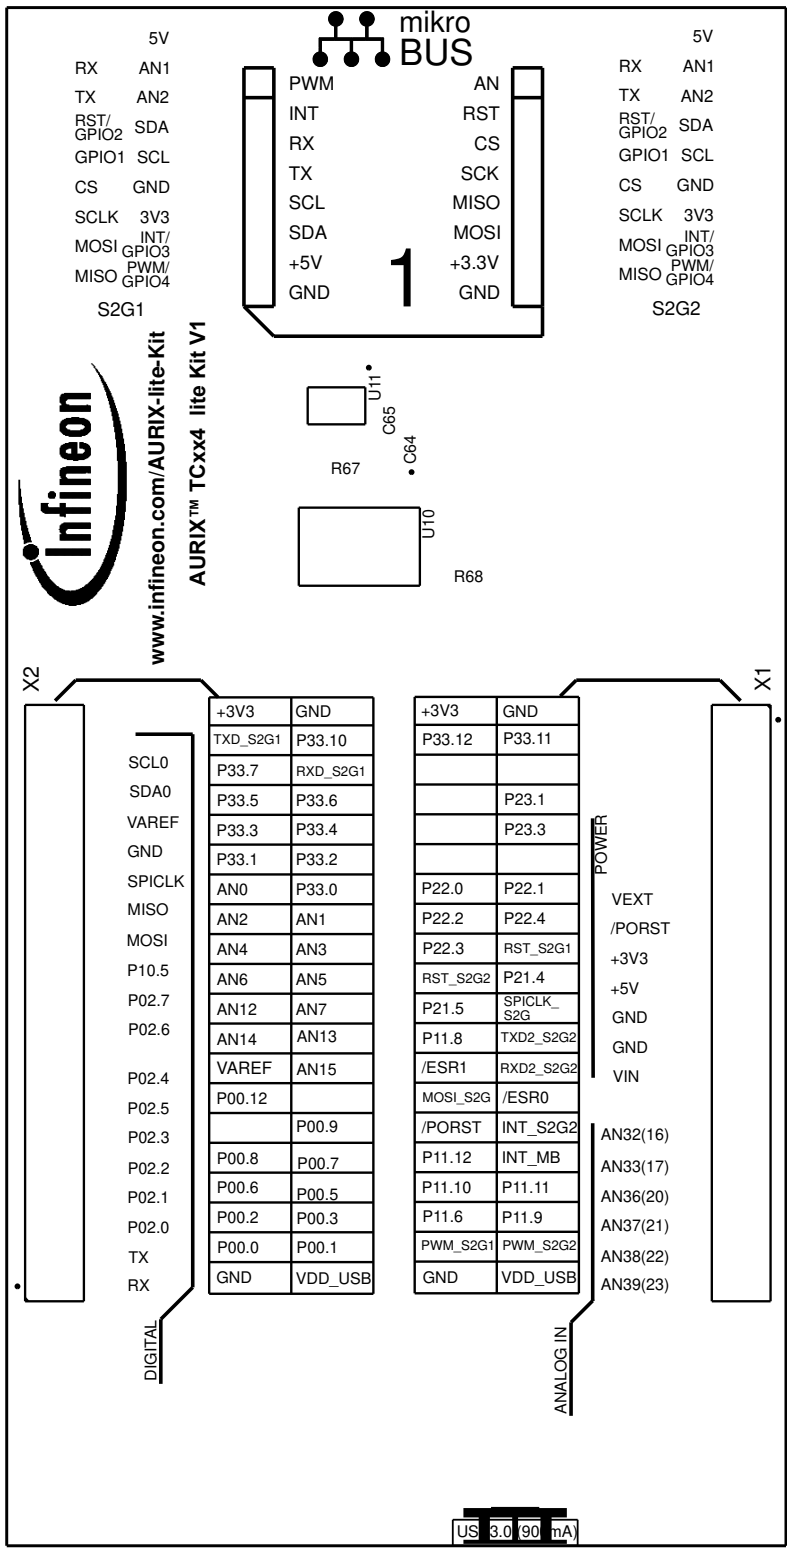 mikro
BUS
5V
RX AN1
TX AN2
RST/
GPIO2 SDA
GPIO1 SCL
CS GND
SCLK 3V3
MOSI INT/
GPIO3
MISO PWM/
GPIO4
S2G1
PWM AN
INT RST
RX CS
TX SCK
SCL MISO
SDA MOSI
+5V +3.3V
GND GND
1
5V
RX AN1
TX AN2
RST/
GPIO2 SDA
GPIO1 SCL
CS GND
SCLK 3V3
MOSI INT/
GPIO3
MISO PWM/
GPIO4
S2G2
Infineon
www.infineon.com/AURIX-lite-Kit
AURIX™ TCxx4 lite Kit V1
U11
C65
C64
R67
U10
R68
X2
X1
SCL0
SDA0
VAREF
GND
SPICLK
MISO
MOSI
P10.5
P02.7
P02.6
P02.4
P02.5
P02.3
P02.2
P02.1
P02.0
TX
RX
DIGITAL
+3V3 GND
TXD_S2G1 P33.10
P33.7 RXD_S2G1
P33.5 P33.6
P33.3 P33.4
P33.1 P33.2
AN0 P33.0
AN2 AN1
AN4 AN3
AN6 AN5
AN12 AN7
AN14 AN13
VAREF AN15
P00.12
P00.9
P00.8 P00.7
P00.6 P00.5
P00.2 P00.3
P00.0 P00.1
GND VDD_USB
+3V3 GND
P33.12 P33.11
P23.1
P23.3
P22.0 P22.1
P22.2 P22.4
P22.3 RST_S2G1
RST_S2G2 P21.4
P21.5 SPICLK_
S2G
P11.8 TXD2_S2G2
/ESR1 RXD2_S2G2
MOSI_S2G /ESR0
/PORST INT_S2G2
P11.12 INT_MB
P11.10 P11.11
P11.6 P11.9
PWM_S2G1 PWM_S2G2
GND VDD_USB
POWER
VEXT
/PORST
+3V3
+5V
GND
GND
VIN
AN32(16)
AN33(17)
AN36(20)
AN37(21)
AN38(22)
AN39(23)
ANALOG IN